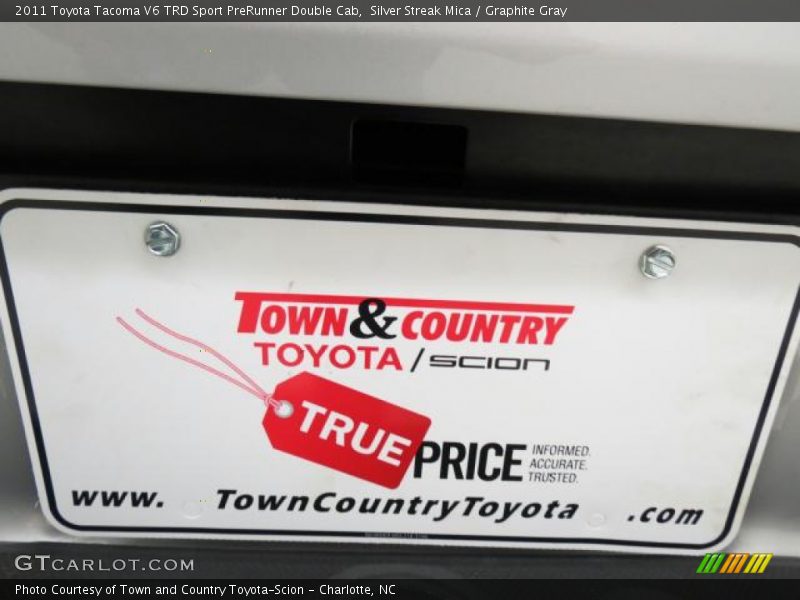 2011 Toyota Tacoma V6 TRD Sport PreRunner Double Cab,  Silver Streak Mica / Graphite Gray
TOWN & COUNTRY
TOYOTA / SCION
TRUE PRICE
INFORMED.
ACCURATE.
TRUSTED.
www. TownCountryToyota .com
GTCARLOT.COM
Photo Courtesy of Town and Country Toyota-Scion - Charlotte, NC